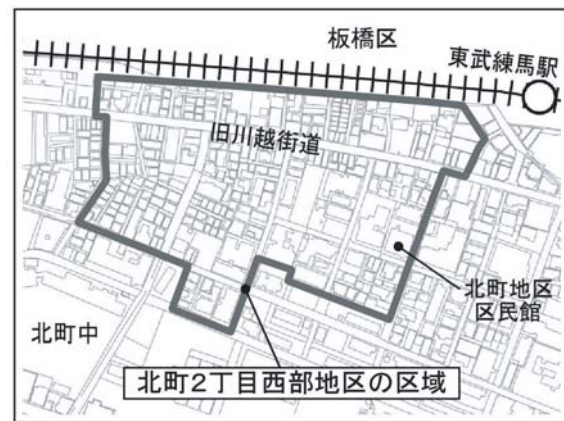 板橋区
東武練馬駅
旧川越街道
北町地区
区民館
北町中
北町2丁目西部地区の区域